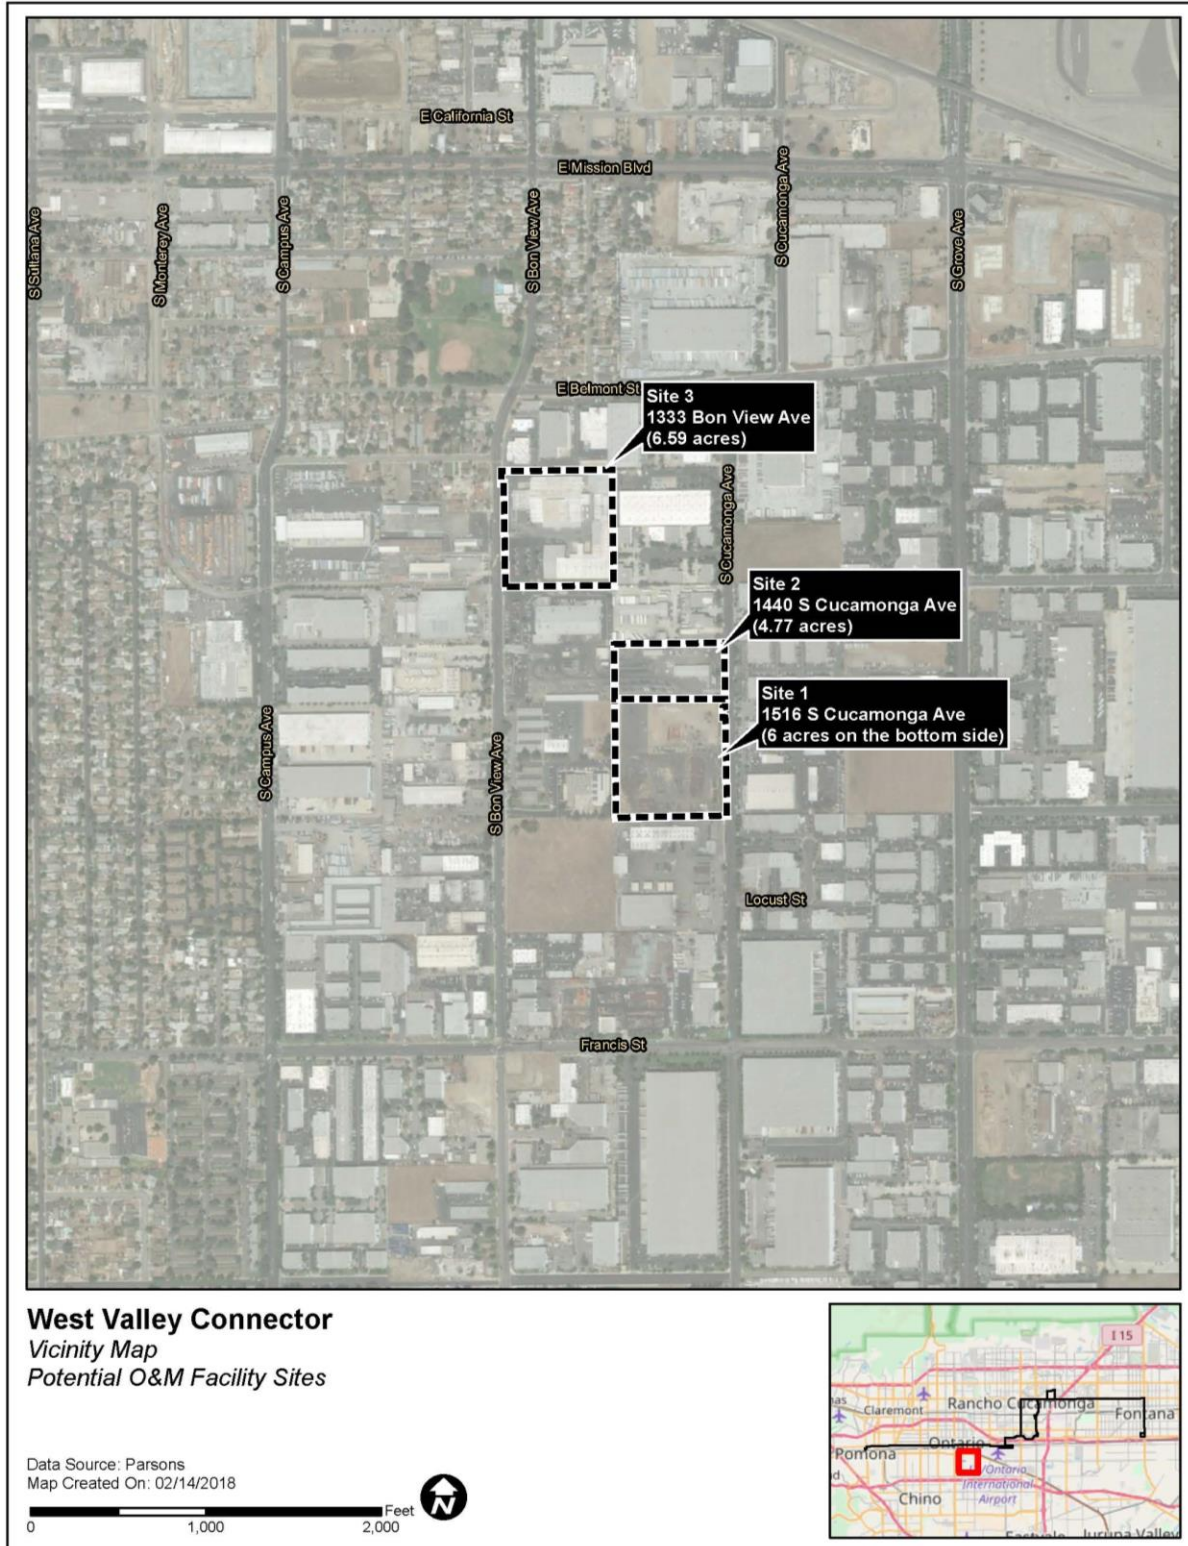 E California St
E Mission Blvd
S Sultana Ave
S Monterey Ave
S Campus Ave
S Bon View Ave
S Cucamonga Ave
S Grove Ave
E Belmont St
Site 3
1333 Bon View Ave
(6.59 acres)
S Cucamonga Ave
Site 2
1440 S Cucamonga Ave
(4.77 acres)
Site 1
1516 S Cucamonga Ave
(6 acres on the bottom side)
S Campus Ave
S Bon View Ave
Locust St
Francis St
West Valley Connector
Vicinity Map
Potential O&M Facility Sites
Data Source: Parsons
Map Created On: 02/14/2018
Feet
0
1,000
2,000
N
I 15
Claremont
Rancho Cucamonga
Fontana
Pomona
Ontario
Ontario
International
Airport
Chino
Jurupa Valley